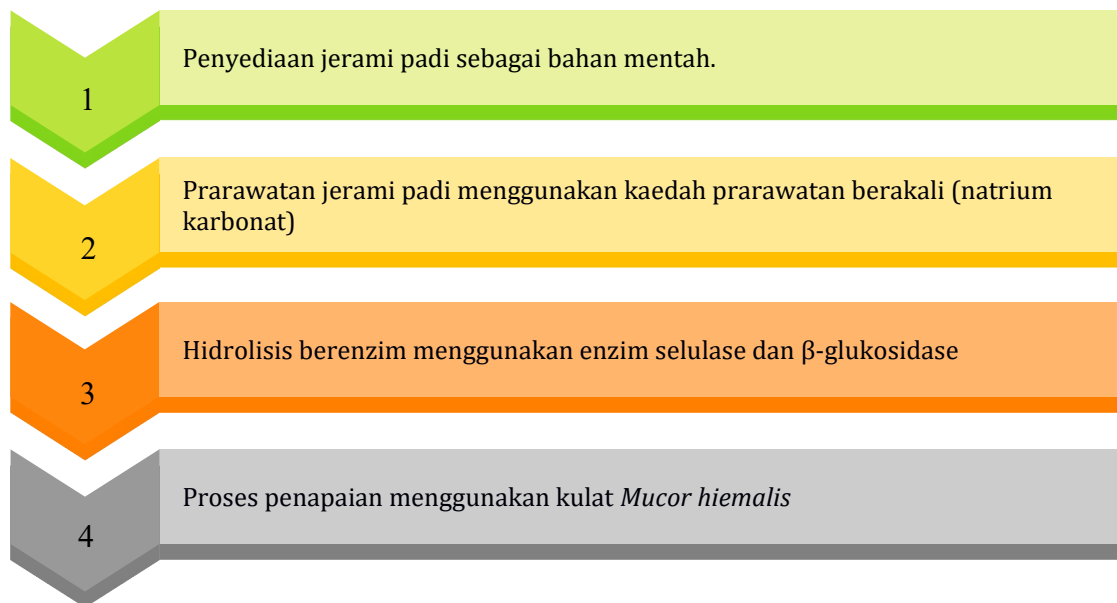 1
Penyediaan jerami padi sebagai bahan mentah.
2
Prarawatan jerami padi menggunakan kaedah prarawatan berakali (natrium
karbonat)
3
Hidrolisis berenzim menggunakan enzim selulase dan β-glukosidase
4
Proses penapaian menggunakan kulat Mucor hiemalis